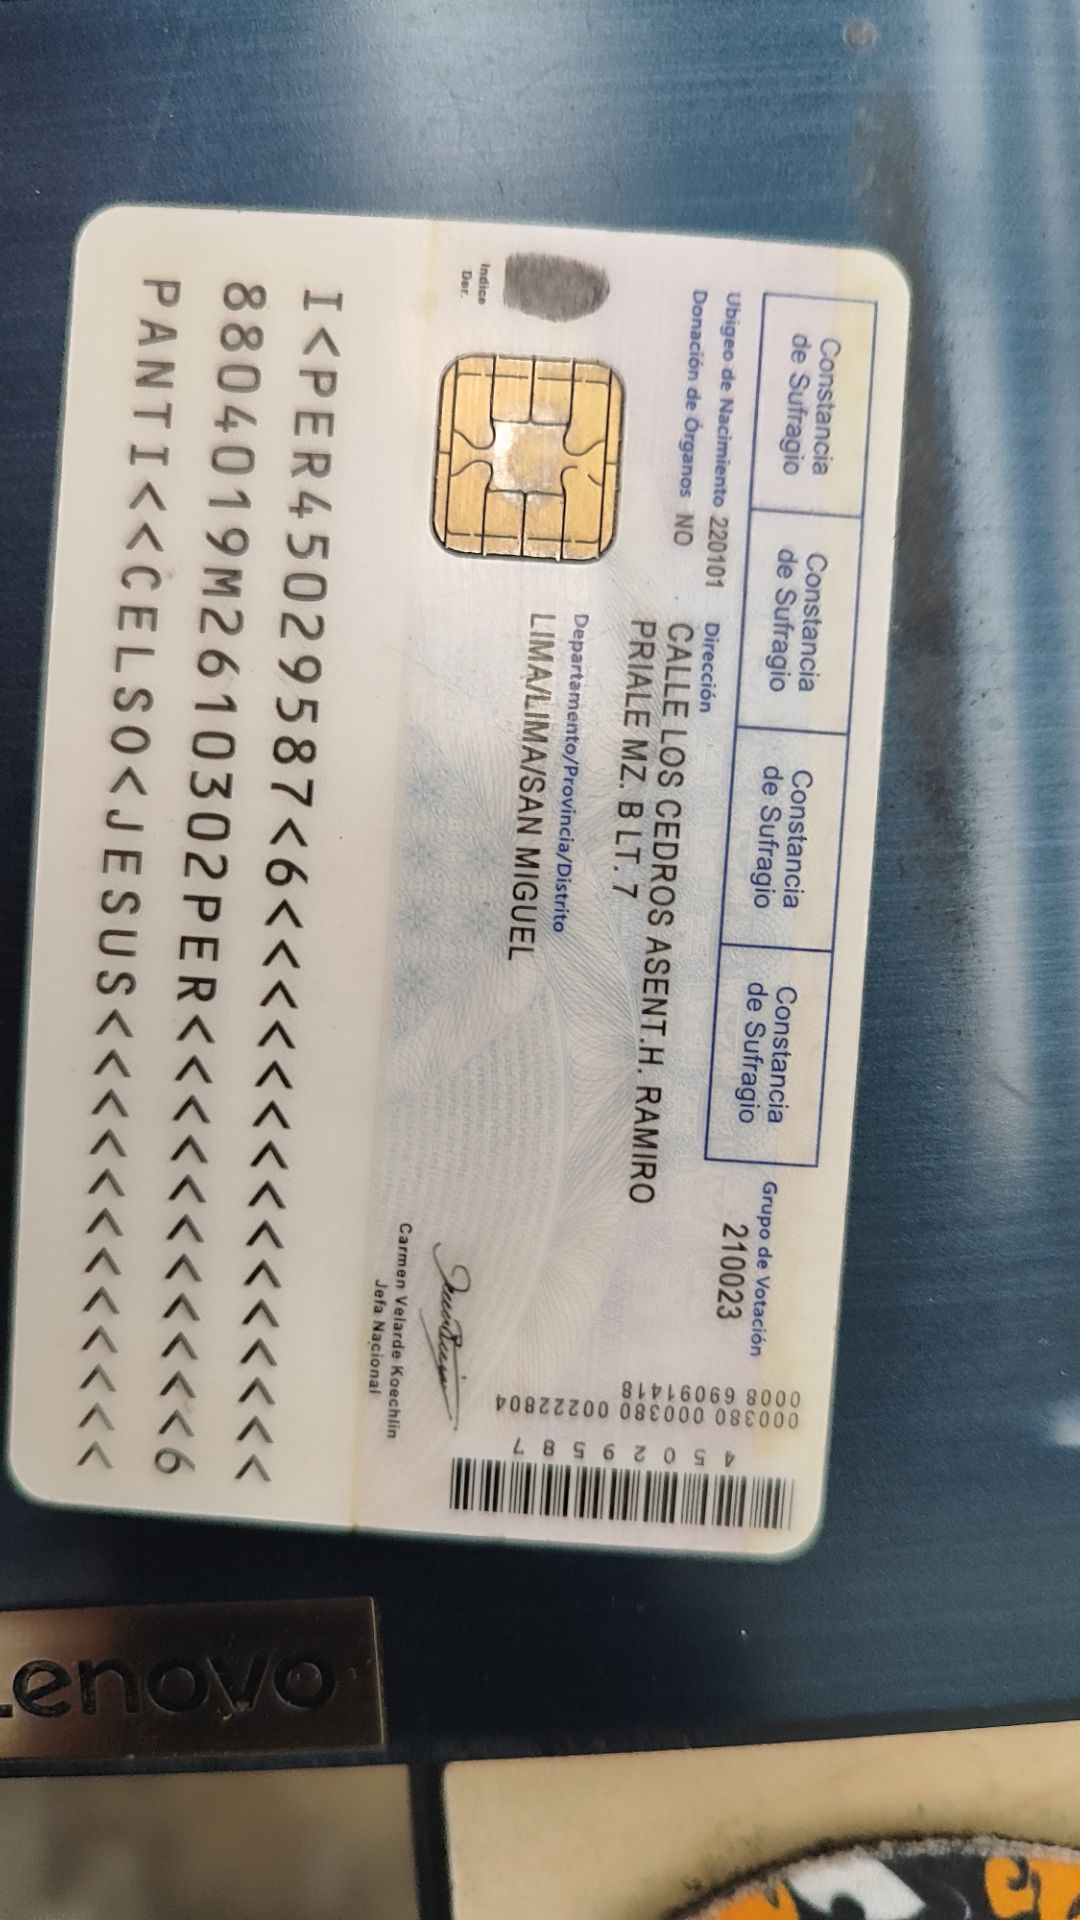 Constancia
de Sufragio
Constancia
de Sufragio
Constancia
de Sufragio
Constancia
de Sufragio
Grupo de Votación
210023
Ubigeo de Nacimiento 220101
Donación de Órganos NO
Dirección
CALLE LOS CEDROS ASENT.H. RAMIRO
PRIALE MZ. B LT. 7
Departamento/Provincia/Distrito
LIMA/LIMA/SAN MIGUEL
Indice
Der.
Carmen Velarde Koechlin
Jefa Nacional
0008 69091418
000380 000380 00222804
4 5 0 2 9 5 8 7
I<PER45029587<6<<<<<<<<<<<<<<<
8804019M2610302PER<<<<<<<<<<<6
PANTI<<CELSO<JESUS<<<<<<<<<<<<
Lenovo